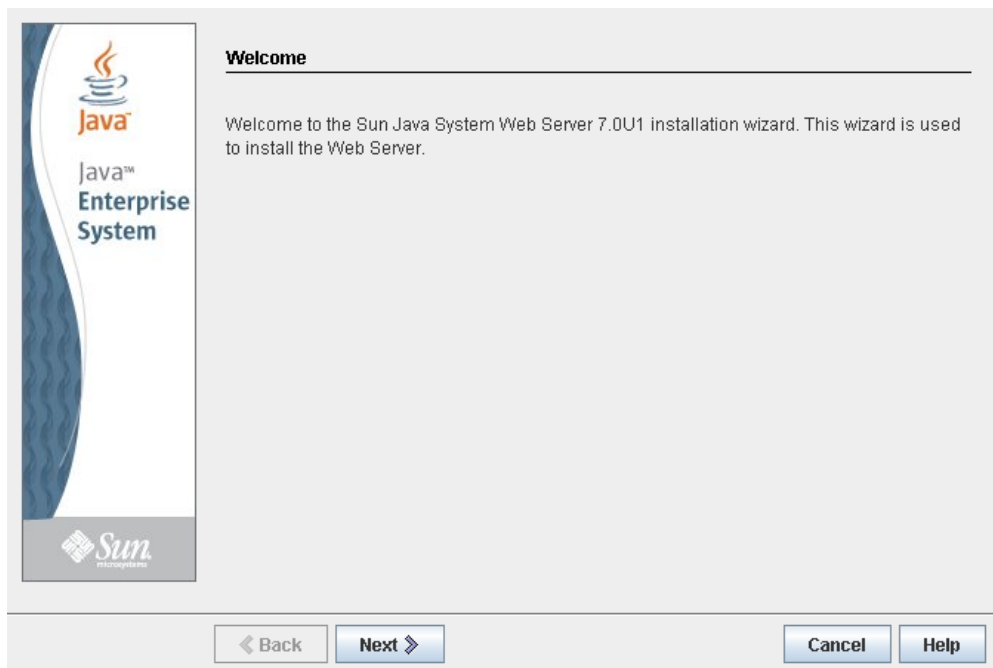 Java™
Java™
Enterprise
System
Sun
microsystems
Welcome
Welcome to the Sun Java System Web Server 7.0U1 installation wizard. This wizard is used
to install the Web Server.
Back
Next
Cancel
Help